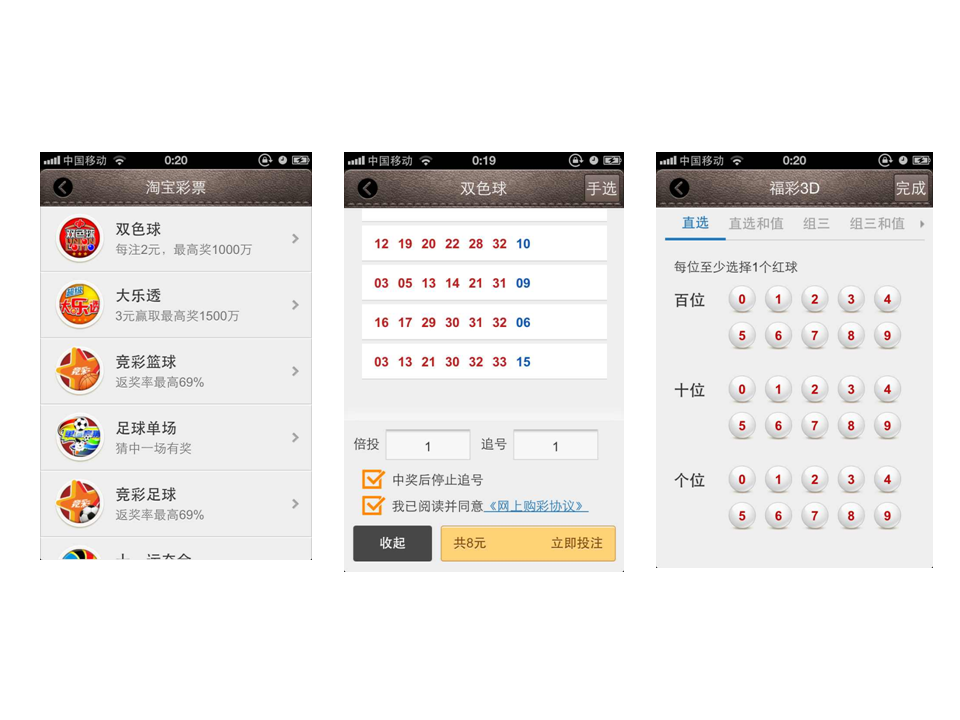 中国移动 0:20
淘宝彩票
双色球
每注2元，最高奖1000万
大乐透
3元赢取最高奖1500万
竞彩篮球
返奖率最高69%
足球单场
猜中一场有奖
竞彩足球
返奖率最高69%
中国移动 0:19
双色球 手选
12 19 20 22 28 32 10
03 05 13 14 21 31 09
16 17 29 30 31 32 06
03 13 21 30 32 33 15
倍投 1 追号 1
中奖后停止追号
我已阅读并同意《网上购彩协议》
收起 共8元 立即投注
中国移动 0:20
福彩3D 完成
直选 直选和值 组三 组三和值
每位至少选择1个红球
百位 0 1 2 3 4
5 6 7 8 9
十位 0 1 2 3 4
5 6 7 8 9
个位 0 1 2 3 4
5 6 7 8 9